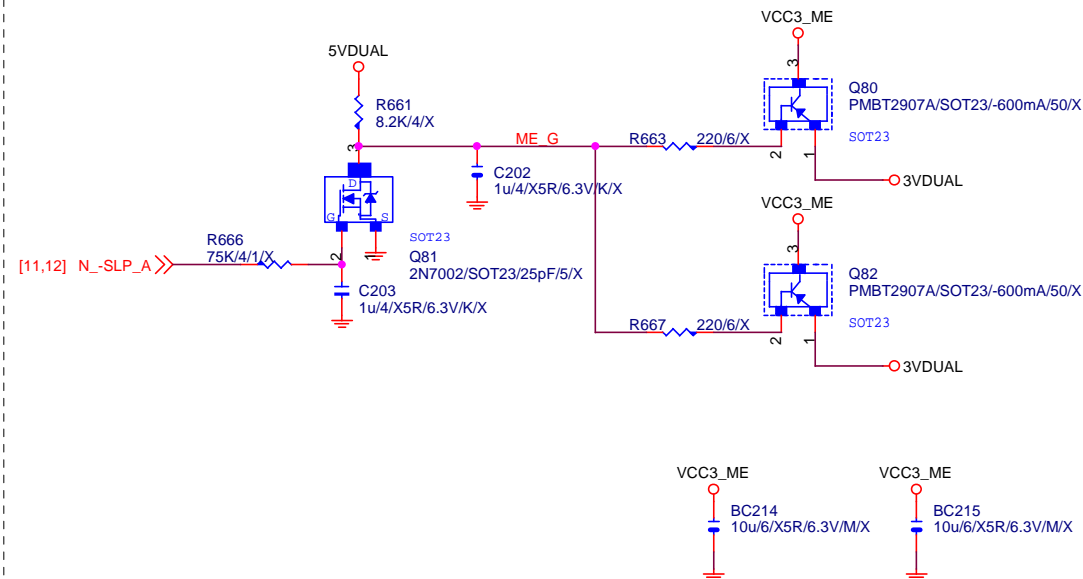 VCC3_ME
3
Q80
PMBT2907A/SOT23/-600mA/50/X
SOT23
2
1
3VDUAL
5VDUAL
R661
8.2K/4/X
3
ME_G
R663
220/6/X
C202
1u/4/X5R/6.3V/K/X
D
G
S
SOT23
Q81
2N7002/SOT23/25pF/5/X
2
1
[11,12] N_-SLP_A
R666
75K/4/1/X
C203
1u/4/X5R/6.3V/K/X
VCC3_ME
3
Q82
PMBT2907A/SOT23/-600mA/50/X
SOT23
R667
220/6/X
2
1
3VDUAL
VCC3_ME
BC214
10u/6/X5R/6.3V/M/X
VCC3_ME
BC215
10u/6/X5R/6.3V/M/X